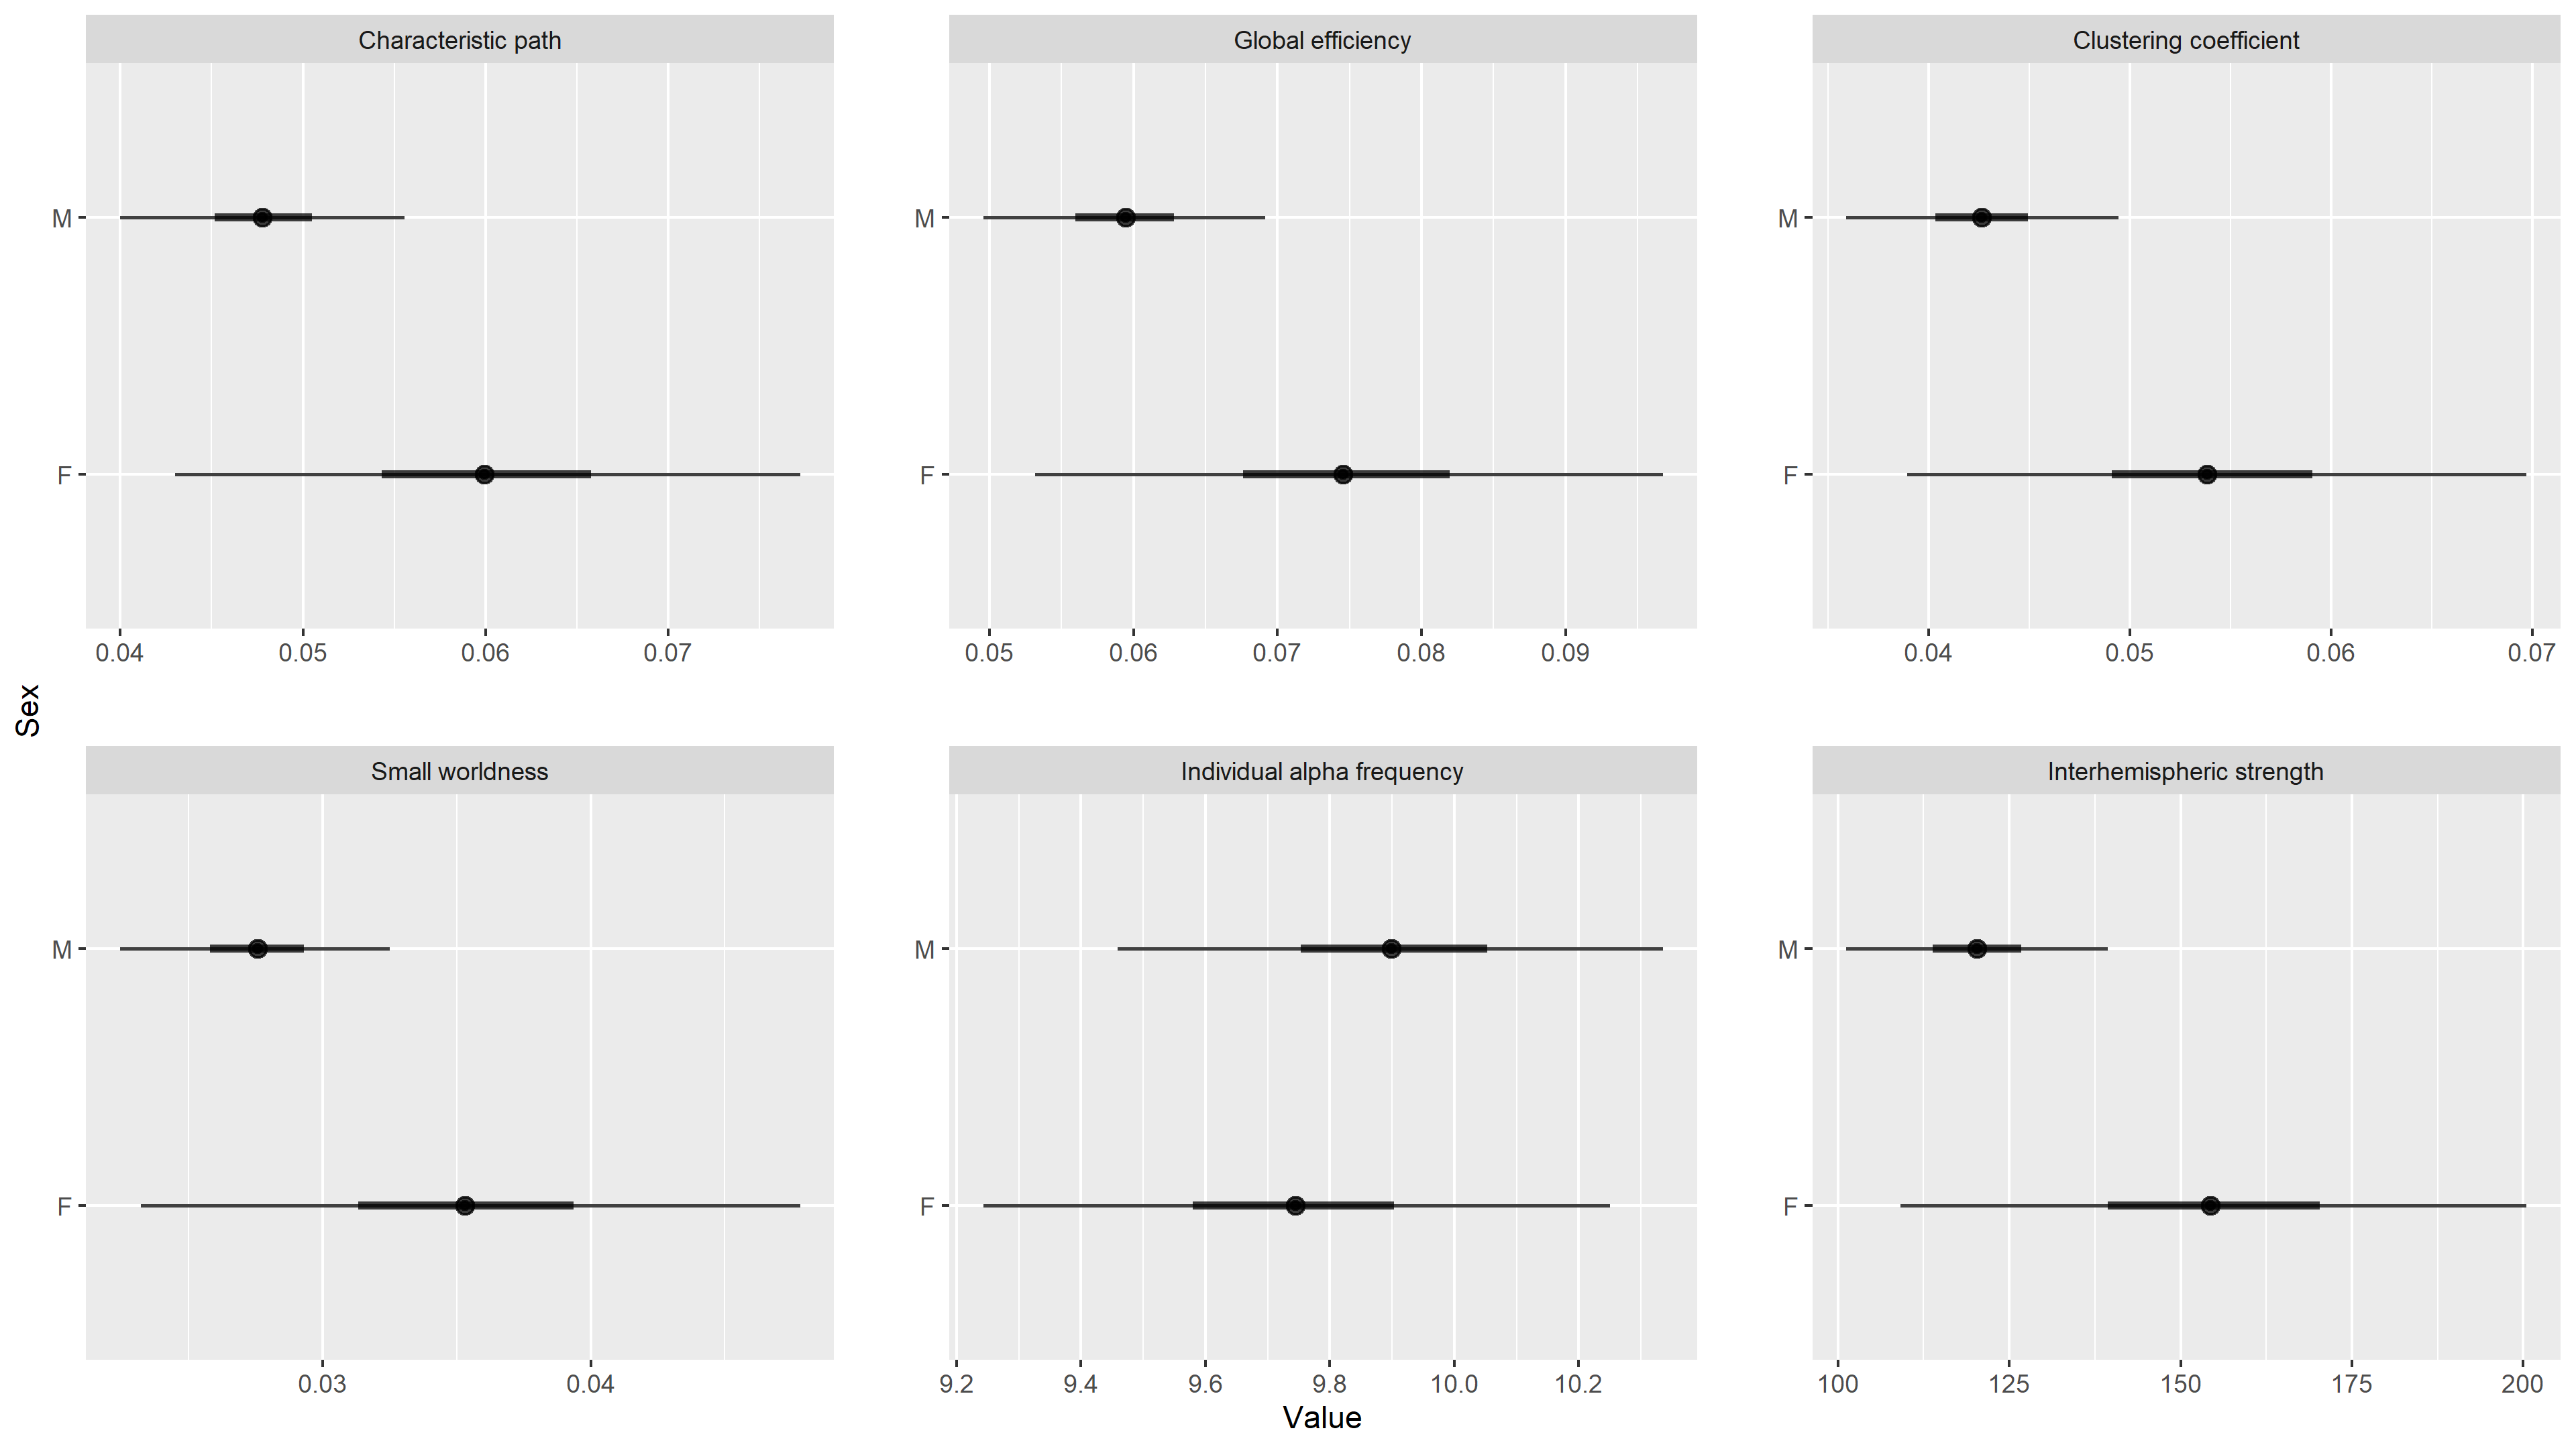 Characteristic path
Global efficiency
Clustering coefficient
M
F
0.04 0.05 0.06 0.07
M
F
0.05 0.06 0.07 0.08 0.09
M
F
0.04 0.05 0.06 0.07
Sex
Small worldness
Individual alpha frequency
Interhemispheric strength
M
F
0.03 0.04
M
F
9.2 9.4 9.6 9.8 10.0 10.2
M
F
100 125 150 175 200
Value